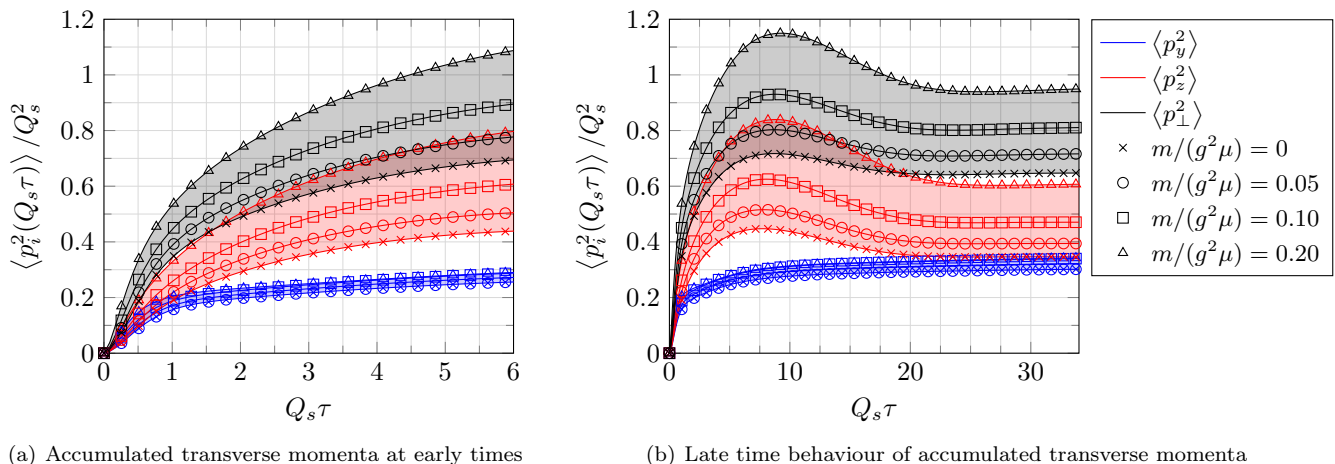 ⟨p_i^2(Q_sτ)⟩/Q_s^2
1.2
1
0.8
0.6
0.4
0.2
0
0 1 2 3 4 5 6
Q_sτ
(a) Accumulated transverse momenta at early times
⟨p_i^2(Q_sτ)⟩/Q_s^2
1.2
1
0.8
0.6
0.4
0.2
0
0 10 20 30
Q_sτ
(b) Late time behaviour of accumulated transverse momenta
⟨p_y^2⟩
⟨p_z^2⟩
⟨p_⊥^2⟩
m/(g^2μ) = 0
m/(g^2μ) = 0.05
m/(g^2μ) = 0.10
m/(g^2μ) = 0.20